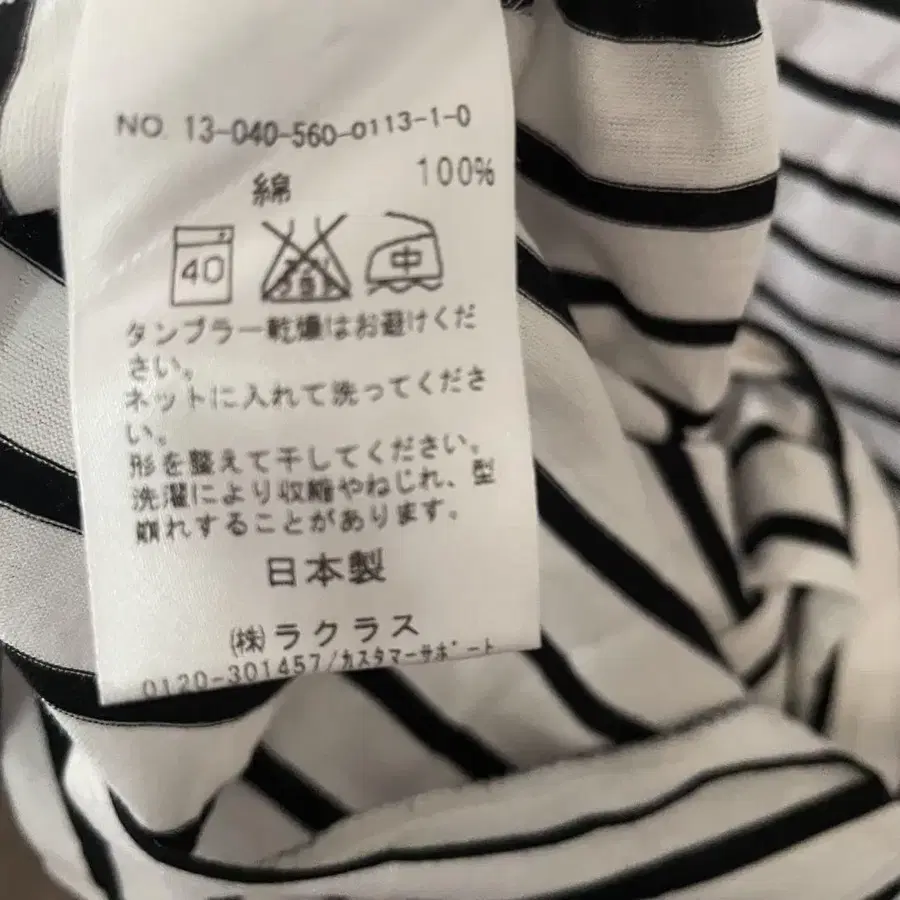 NO. 13-040-560-0113-1-0
綿 100%
40 中
タンブラー乾燥はお避けくだ
さい。
ネットに入れて洗ってくださ
い。
形を整えて干してください。
洗濯により収縮やねじれ、型
崩れすることがあります。
日本製
㈱ラクラス
0120-301457/カスタマーサポート